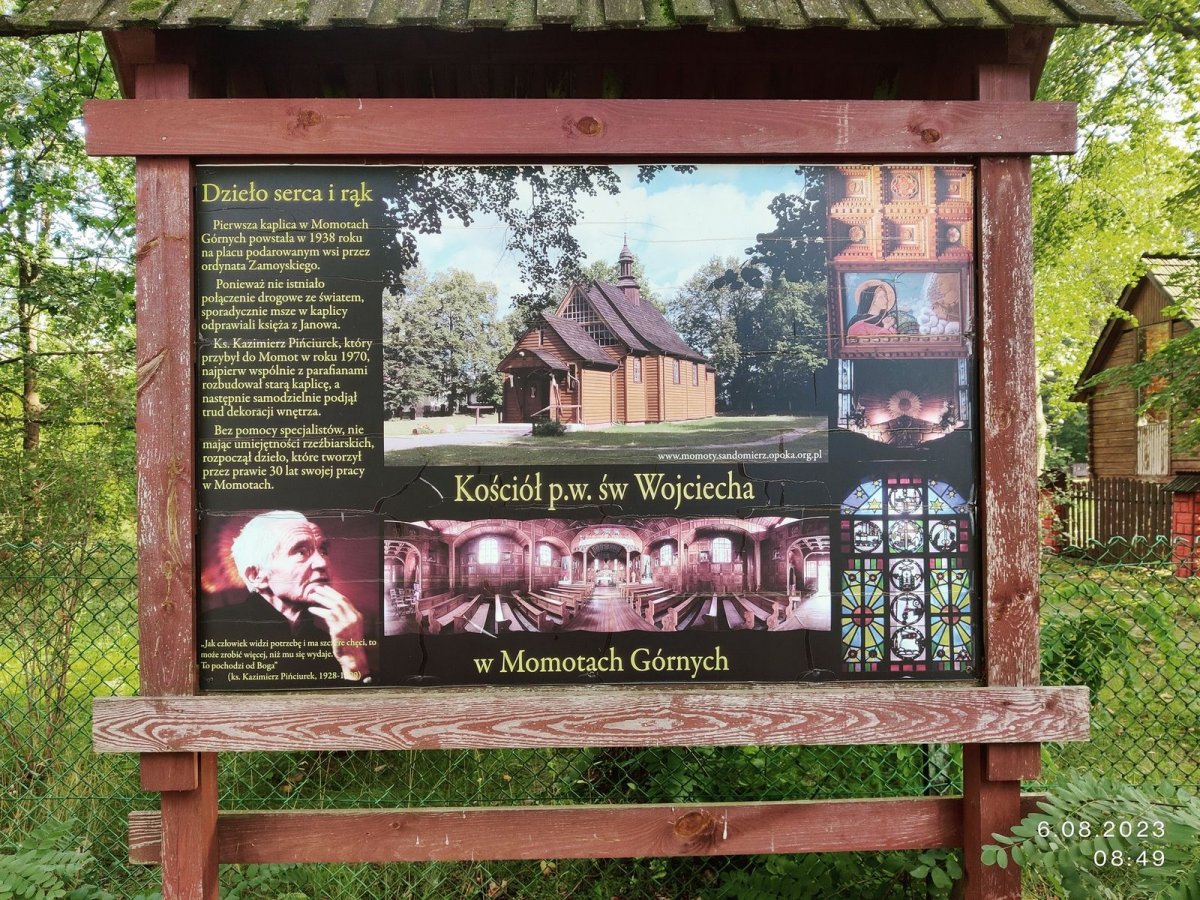 Dzieło serca i rąk
Pierwsza kaplica w Momotach
Górnych powstała w 1938 roku
na placu podarowanym wsi przez
ordynata Zamoyskiego.
Ponieważ nie istniało
połączenie drogowe ze światem,
sporadycznie msze w kaplicy
odprawiali księża z Janowa.
Ks. Kazimierz Pińciurek, który
przybył do Momot w roku 1970,
najpierw wspólnie z parafianami
rozbudował starą kaplicę, a
następnie samodzielnie podjął
trud dekoracji wnętrza.
Bez pomocy specjalistów, nie
mając umiejętności rzeźbiarskich,
rozpoczął dzieło, które tworzył
przez prawie 30 lat swojej pracy
w Momotach.
www.momoty.sandomierz.opoka.org.pl
Kościół p.w. św Wojciecha
w Momotach Górnych
„Jak człowiek widzi potrzebę i ma szczere chęci, to
może zrobić więcej, niż mu się wydaje.
To pochodzi od Boga"
(ks. Kazimierz Pińciurek,
6.08.2023
08:49